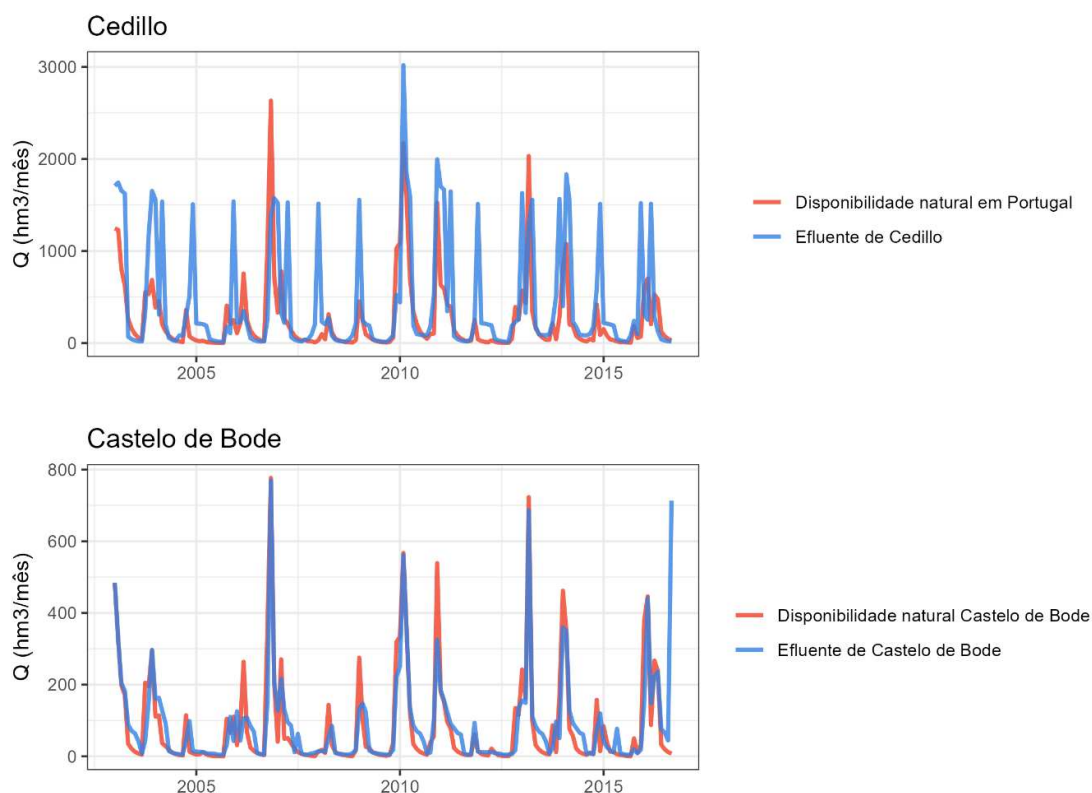 Cedillo
3000
2000
1000
0
Q (hm3/mês)
2005
2010
2015
Disponibilidade natural em Portugal
Efluente de Cedillo
Castelo de Bode
800
600
400
200
0
Q (hm3/mês)
2005
2010
2015
Disponibilidade natural Castelo de Bode
Efluente de Castelo de Bode